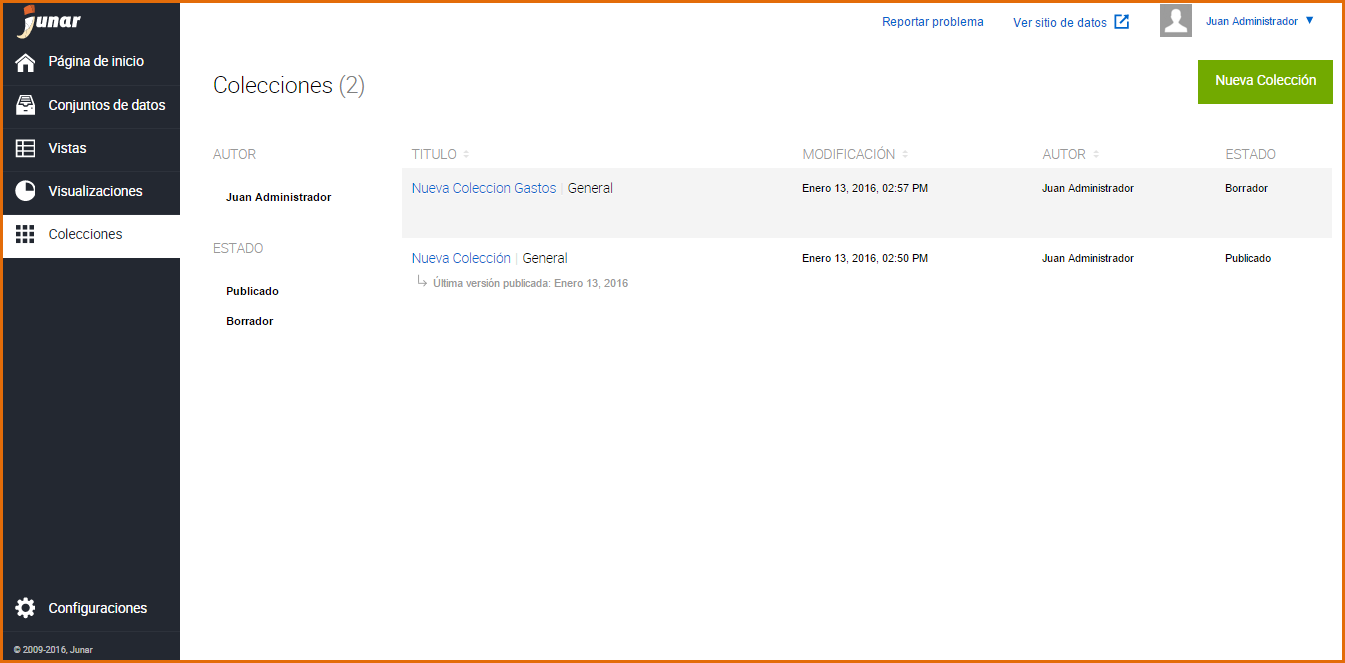 junar
Reportar problema
Ver sitio de datos
Juan Administrador ▼
Página de inicio
Conjuntos de datos
Vistas
Visualizaciones
Colecciones
Configuraciones
© 2009-2016, Junar
Colecciones (2)
Nueva Colección
AUTOR
Juan Administrador
ESTADO
Publicado
Borrador
TITULO MODIFICACIÓN AUTOR ESTADO
Nueva Coleccion Gastos | General Enero 13, 2016, 02:57 PM Juan Administrador Borrador
Nueva Colección | General Enero 13, 2016, 02:50 PM Juan Administrador Publicado
Última versión publicada: Enero 13, 2016